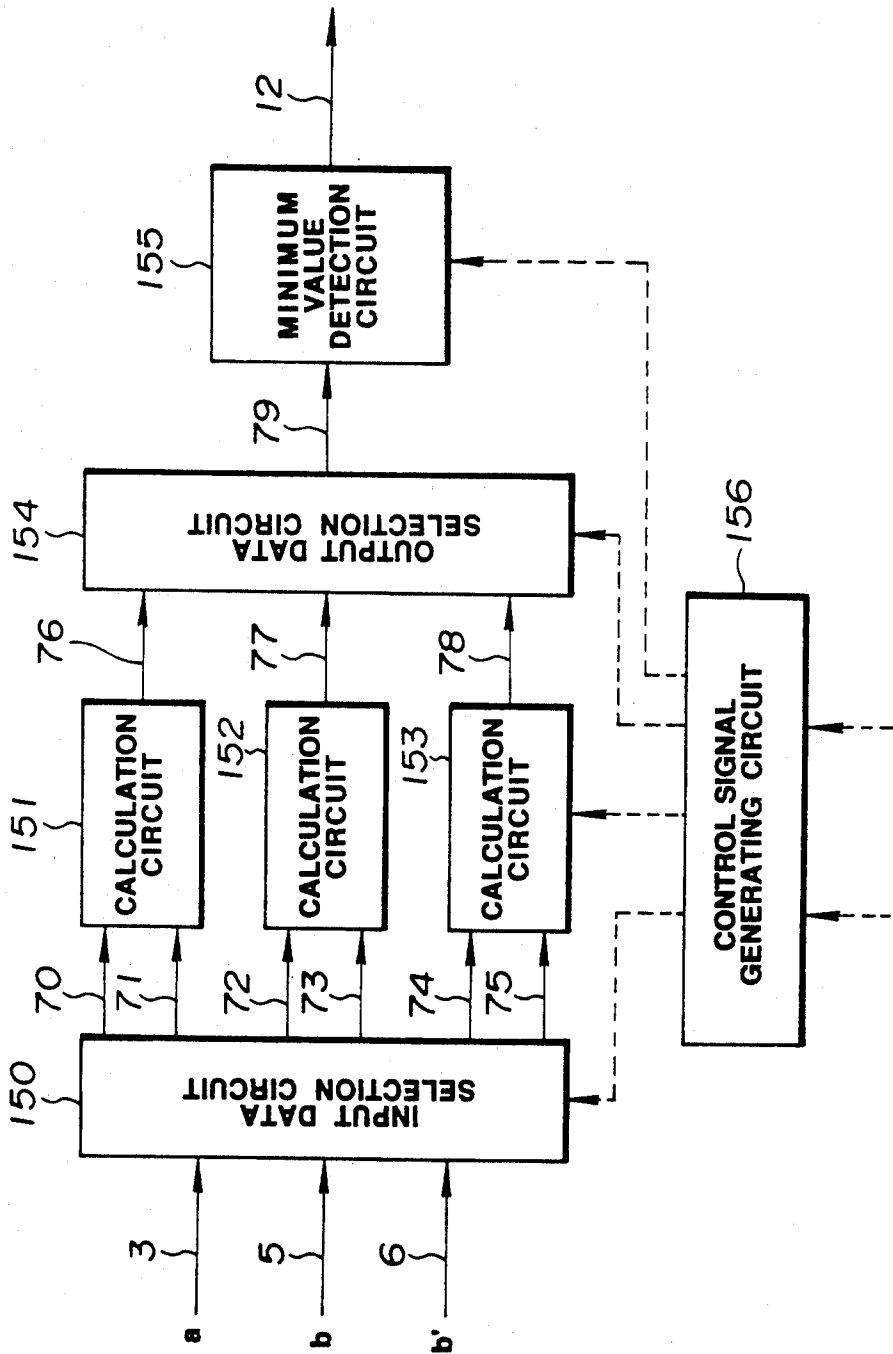 a
3
b
5
b'
6
150
INPUT DATA
SELECTION CIRCUIT
70
71
72
73
74
75
151
CALCULATION
CIRCUIT
152
CALCULATION
CIRCUIT
153
CALCULATION
CIRCUIT
76
77
78
154
OUTPUT DATA
SELECTION CIRCUIT
79
155
MINIMUM
VALUE
DETECTION
CIRCUIT
12
156
CONTROL SIGNAL
GENERATING CIRCUIT